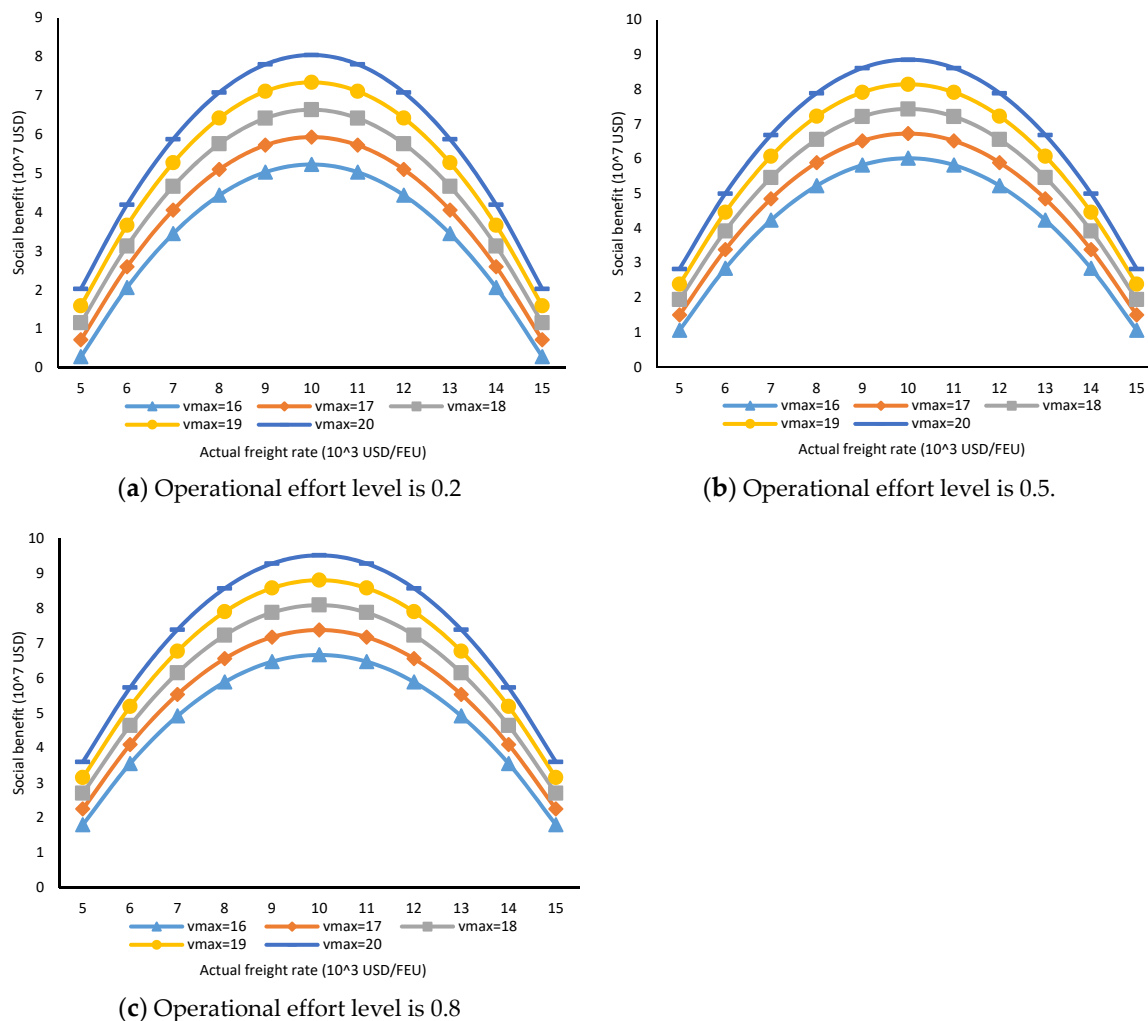 Social benefit (10^7 USD)
9
8
7
6
5
4
3
2
1
0
5 6 7 8 9 10 11 12 13 14 15
vmax=16 vmax=17 vmax=18
vmax=19 vmax=20
Actual freight rate (10^3 USD/FEU)
(a) Operational effort level is 0.2
Social benefit (10^7 USD)
10
9
8
7
6
5
4
3
2
1
0
5 6 7 8 9 10 11 12 13 14 15
vmax=16 vmax=17 vmax=18
vmax=19 vmax=20
Actual freight rate (10^3 USD/FEU)
(b) Operational effort level is 0.5.
Social benefit (10^7 USD)
10
9
8
7
6
5
4
3
2
1
0
5 6 7 8 9 10 11 12 13 14 15
vmax=16 vmax=17 vmax=18
vmax=19 vmax=20
Actual freight rate (10^3 USD/FEU)
(c) Operational effort level is 0.8